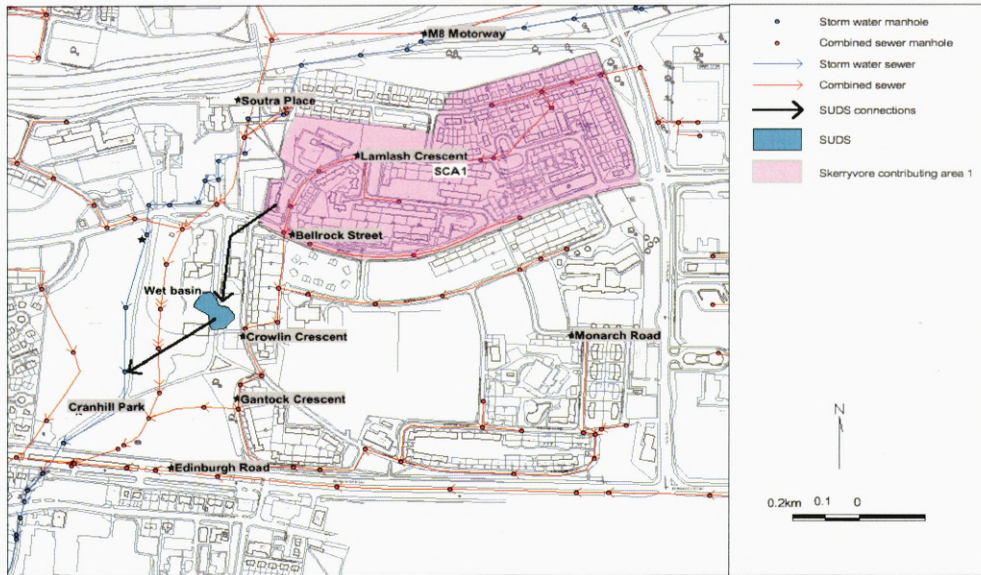 M8 Motorway
Soutra Place
Lamlash Crescent
SCA1
Bellrock Street
Wet basin
Crowlin Crescent
Monarch Road
Gantock Crescent
Cranhill Park
Edinburgh Road
Storm water manhole
Combined sewer manhole
Storm water sewer
Combined sewer
SUDS connections
SUDS
Skerryvore contributing area 1
N
0.2km 0.1 0